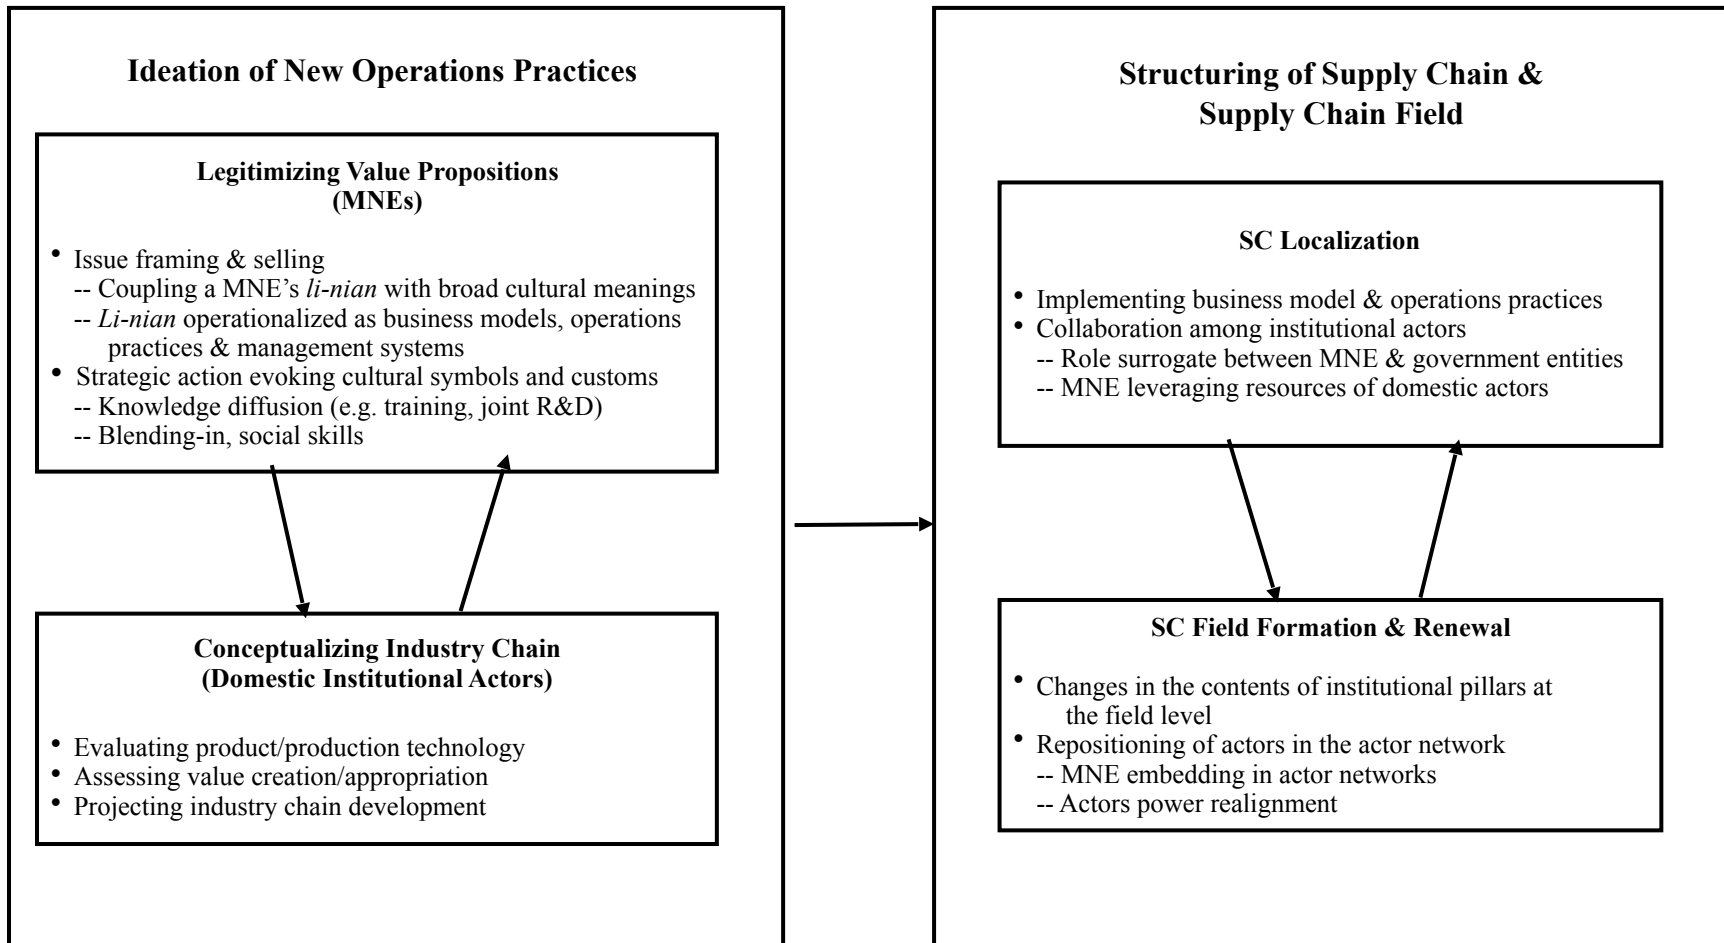 Ideation of New Operations Practices
Legitimizing Value Propositions
(MNEs)
• Issue framing & selling
-- Coupling a MNE’s li-nian with broad cultural meanings
-- Li-nian operationalized as business models, operations
practices & management systems
• Strategic action evoking cultural symbols and customs
-- Knowledge diffusion (e.g. training, joint R&D)
-- Blending-in, social skills
Conceptualizing Industry Chain
(Domestic Institutional Actors)
• Evaluating product/production technology
• Assessing value creation/appropriation
• Projecting industry chain development
Structuring of Supply Chain &
Supply Chain Field
SC Localization
• Implementing business model & operations practices
• Collaboration among institutional actors
-- Role surrogate between MNE & government entities
-- MNE leveraging resources of domestic actors
SC Field Formation & Renewal
• Changes in the contents of institutional pillars at
the field level
• Repositioning of actors in the actor network
-- MNE embedding in actor networks
-- Actors power realignment